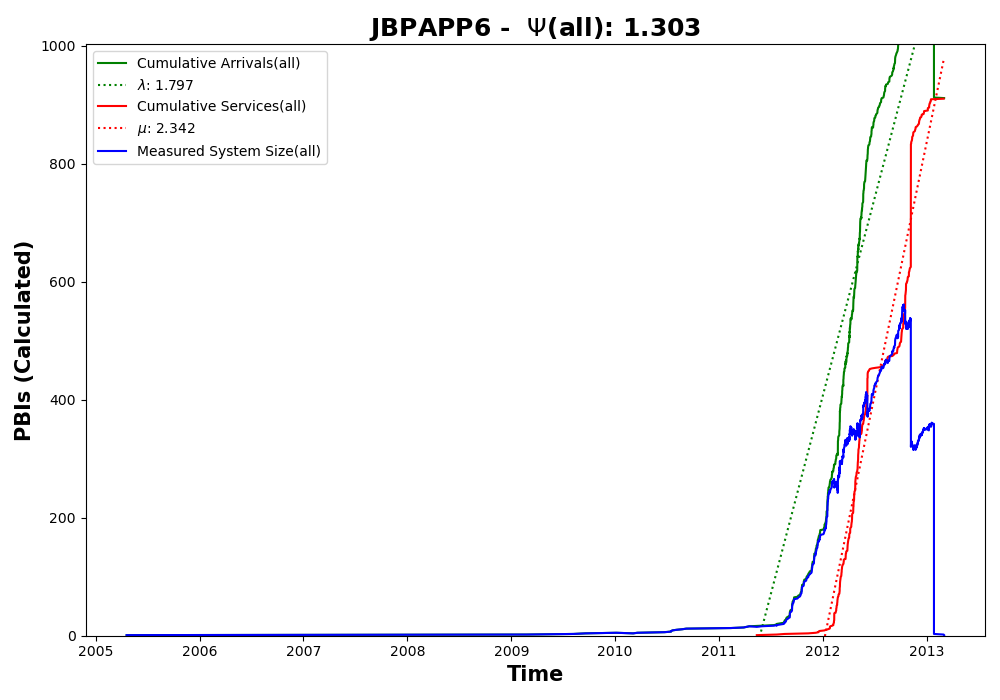 JBPAPP6 - Ψ(all): 1.303
Cumulative Arrivals(all)
λ: 1.797
Cumulative Services(all)
μ: 2.342
Measured System Size(all)
PBIs (Calculated)
1000
800
600
400
200
0
2005 2006 2007 2008 2009 2010 2011 2012 2013
Time